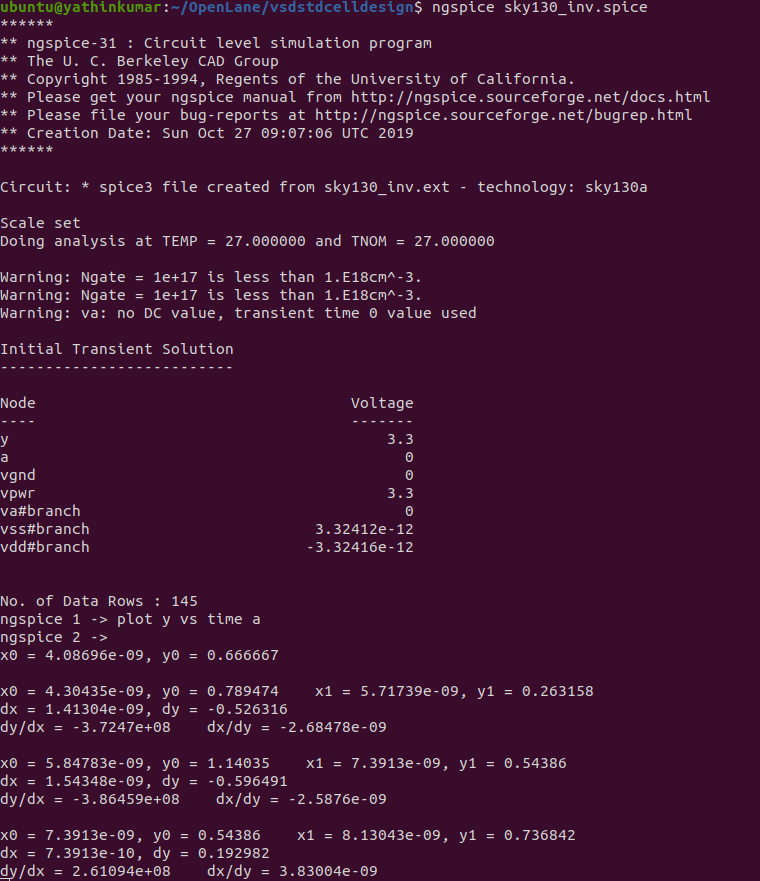 ubuntu@yathinkumar:~/OpenLane/vsdstdcelldesign$ ngspice sky130_inv.spice
******
** ngspice-31 : Circuit level simulation program
** The U. C. Berkeley CAD Group
** Copyright 1985-1994, Regents of the University of California.
** Please get your ngspice manual from http://ngspice.sourceforge.net/docs.html
** Please file your bug-reports at http://ngspice.sourceforge.net/bugrep.html
** Creation Date: Sun Oct 27 09:07:06 UTC 2019
******
Circuit: * spice3 file created from sky130_inv.ext - technology: sky130a
Scale set
Doing analysis at TEMP = 27.000000 and TNOM = 27.000000
Warning: Ngate = 1e+17 is less than 1.E18cm^-3.
Warning: Ngate = 1e+17 is less than 1.E18cm^-3.
Warning: va: no DC value, transient time 0 value used
Initial Transient Solution
--------------------------
Node                                   Voltage
----                                   -------
y                                          3.3
a                                            0
vgnd                                         0
vpwr                                       3.3
va#branch                                    0
vss#branch                         3.32412e-12
vdd#branch                        -3.32416e-12
No. of Data Rows : 145
ngspice 1 -> plot y vs time a
ngspice 2 ->
x0 = 4.08696e-09, y0 = 0.666667
x0 = 4.30435e-09, y0 = 0.789474    x1 = 5.71739e-09, y1 = 0.263158
dx = 1.41304e-09, dy = -0.526316
dy/dx = -3.7247e+08    dx/dy = -2.68478e-09
x0 = 5.84783e-09, y0 = 1.14035    x1 = 7.3913e-09, y1 = 0.54386
dx = 1.54348e-09, dy = -0.596491
dy/dx = -3.86459e+08    dx/dy = -2.5876e-09
x0 = 7.3913e-09, y0 = 0.54386    x1 = 8.13043e-09, y1 = 0.736842
dx = 7.3913e-10, dy = 0.192982
dy/dx = 2.61094e+08    dx/dy = 3.83004e-09